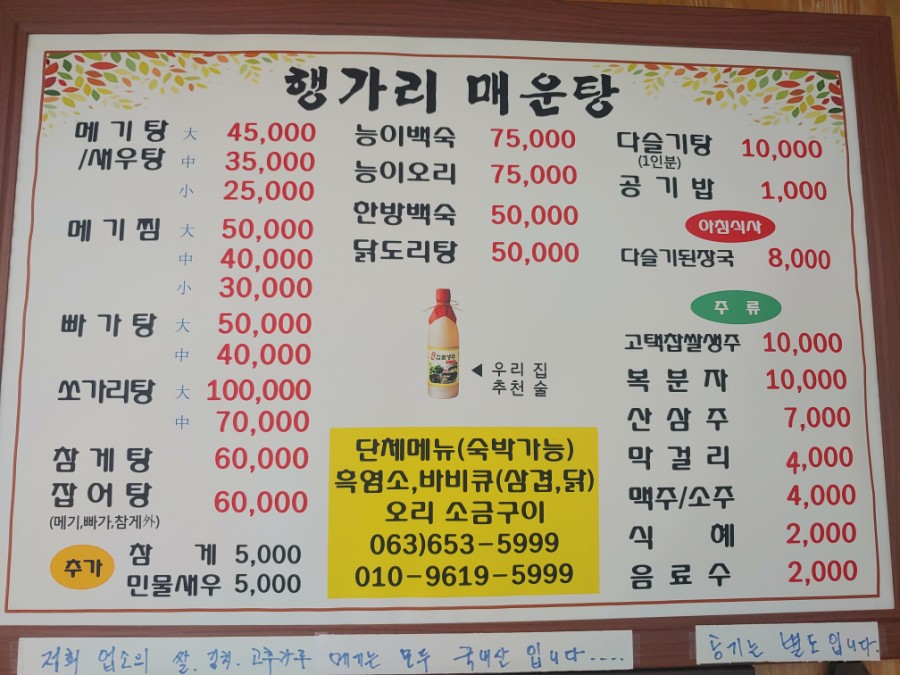 행가리 매운탕
메기탕 大 45,000
/새우탕 中 35,000
小 25,000
메기찜 大 50,000
中 40,000
小 30,000
빠가탕 大 50,000
中 40,000
쏘가리탕 大 100,000
中 70,000
참게탕 60,000
잡어탕 60,000
(메기,빠가,참게外)
추가 참 게 5,000
민물새우 5,000
능이백숙 75,000
능이오리 75,000
한방백숙 50,000
닭도리탕 50,000
◀ 우리 집
추천 술
단체메뉴(숙박가능)
흑염소,바비큐(삼겹,닭)
오리 소금구이
063)653-5999
010-9619-5999
다슬기탕 10,000
(1인분)
공기밥 1,000
아침식사
다슬기된장국 8,000
주 류
고택찹쌀생주 10,000
복분자 10,000
산삼주 7,000
막걸리 4,000
맥주/소주 4,000
식 혜 2,000
음료수 2,000
저희 업소의 쌀. 김치. 고추가루 메기는 모두 국내산 입니다....
용기는 별도입니다.